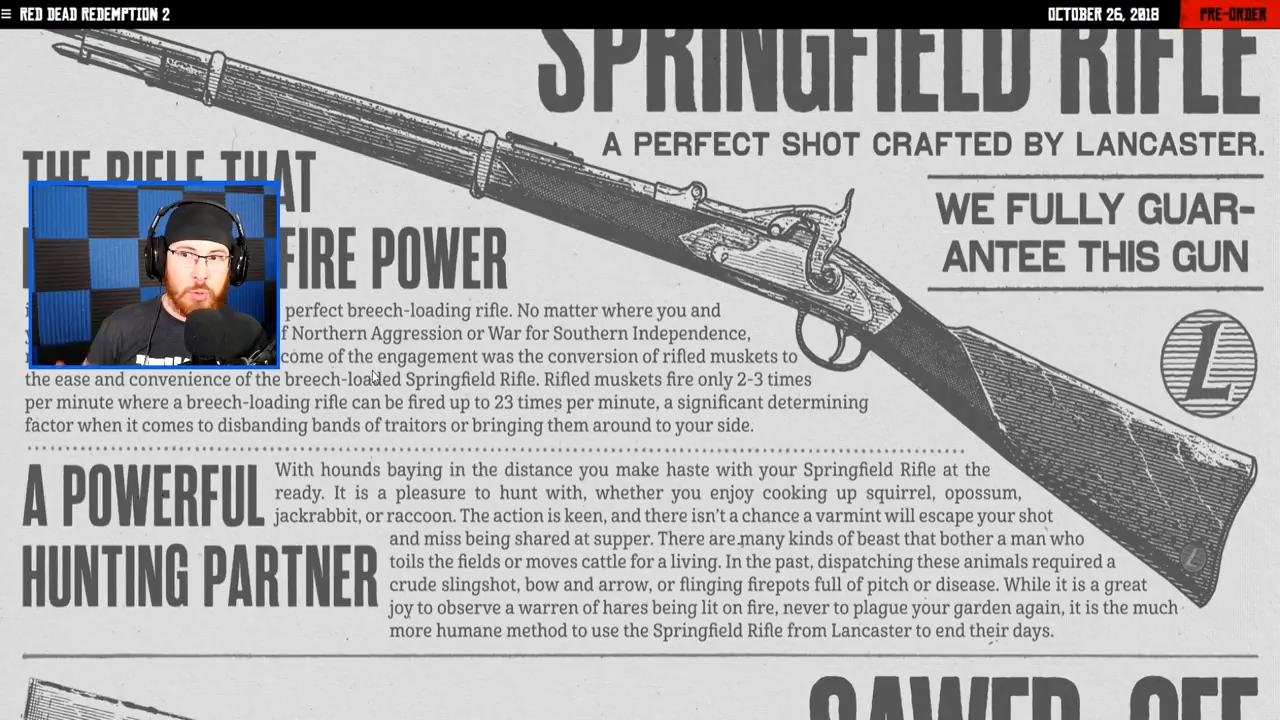 RED DEAD REDEMPTION 2
OCTOBER 26, 2018
PRE-ORDER
SPRINGFIELD RIFLE
A PERFECT SHOT CRAFTED BY LANCASTER.
WE FULLY GUAR-
ANTEE THIS GUN
L
THE RIFLE THAT
FIRE POWER
perfect breech-loading rifle. No matter where you and
f Northern Aggression or War for Southern Independence,
come of the engagement was the conversion of rifled muskets to
the ease and convenience of the breech-loaded Springfield Rifle. Rifled muskets fire only 2-3 times
per minute where a breech-loading rifle can be fired up to 23 times per minute, a significant determining
factor when it comes to disbanding bands of traitors or bringing them around to your side.
A POWERFUL
HUNTING PARTNER
With hounds baying in the distance you make haste with your Springfield Rifle at the
ready. It is a pleasure to hunt with, whether you enjoy cooking up squirrel, opossum,
jackrabbit, or raccoon. The action is keen, and there isn't a chance a varmint will escape your shot
and miss being shared at supper. There are many kinds of beast that bother a man who
toils the fields or moves cattle for a living. In the past, dispatching these animals required a
crude slingshot, bow and arrow, or flinging firepots full of pitch or disease. While it is a great
joy to observe a warren of hares being lit on fire, never to plague your garden again, it is the much
more humane method to use the Springfield Rifle from Lancaster to end their days.
SAWED-OFF